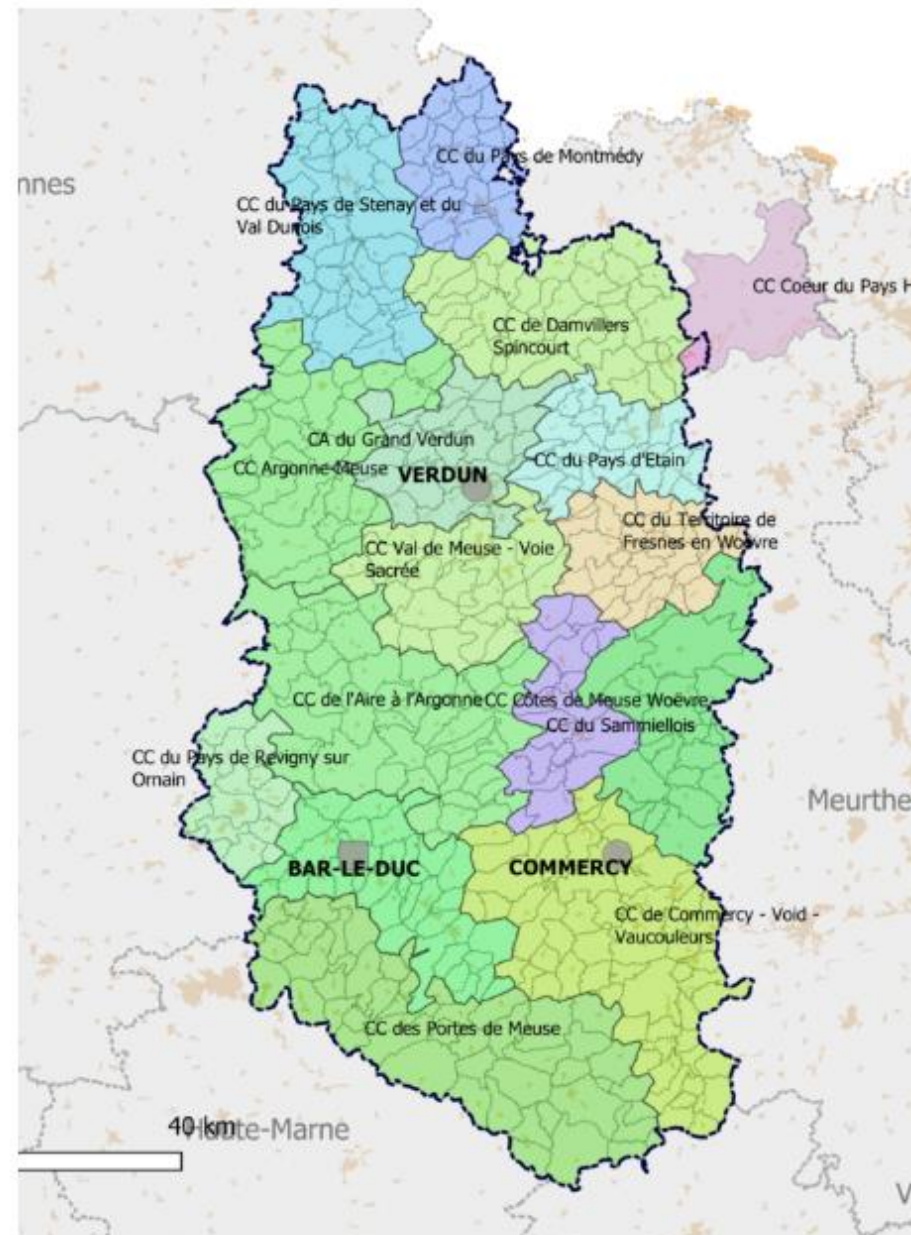 CC du Pays de Montmédy
nnes
CC du Pays de Stenay et du
Val Dunois
CC Coeur du Pays H
CC de Damvillers
Spincourt
CA du Grand Verdun
CC Argonne-Meuse
VERDUN
CC du Pays d'Etain
CC du Territoire de
Fresnes en Woëvre
CC Val de Meuse - Voie
Sacrée
CC de l'Aire à l'Argonne
CC Côtes de Meuse Woëvre
CC du Sammiellois
CC du Pays de Revigny sur
Ornain
Meurthe
BAR-LE-DUC
COMMERCY
CC de Commercy - Void -
Vaucouleurs
CC des Portes de Meuse
40 km
Haute-Marne
V